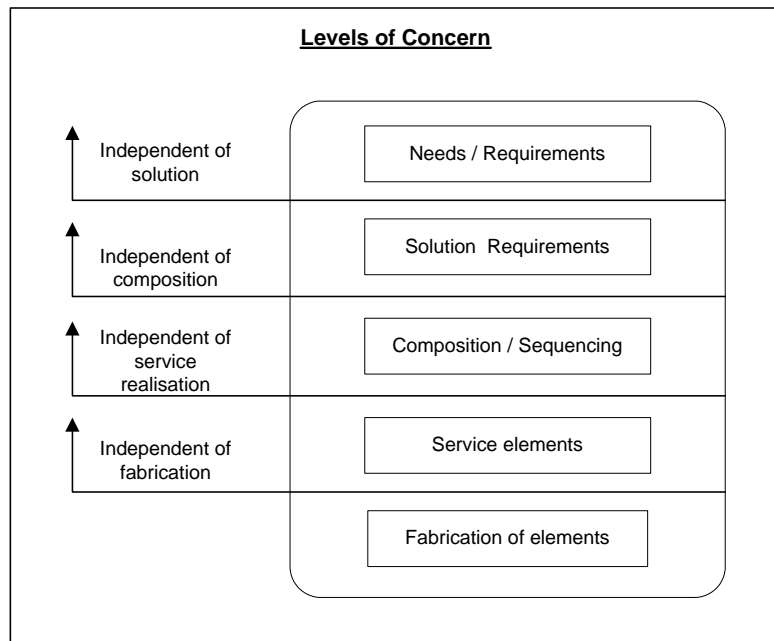 Levels of Concern
Independent of
solution
Needs / Requirements
Independent of
composition
Solution Requirements
Independent of
service
realisation
Composition / Sequencing
Independent of
fabrication
Service elements
Fabrication of elements